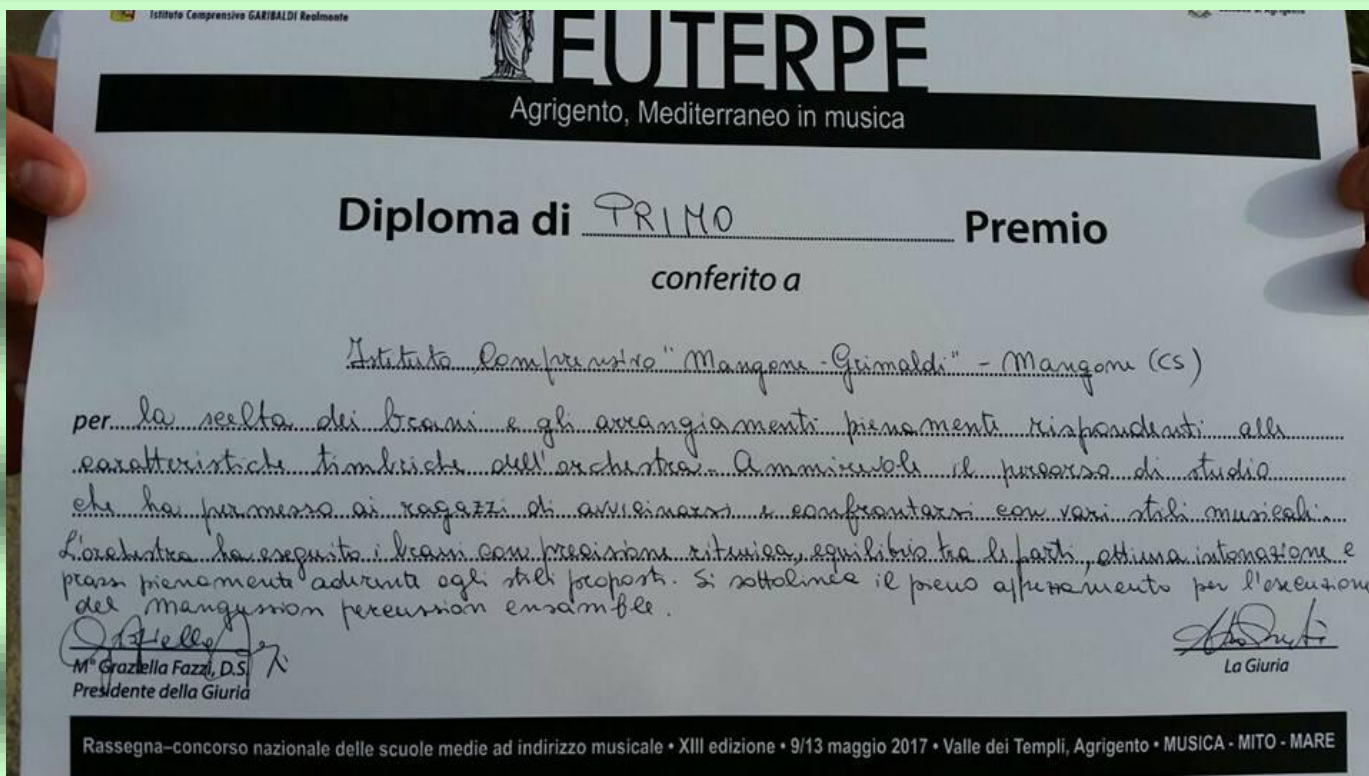 Istituto Comprensivo GARIBALDI Realmonte
EUTERPE
Agrigento, Mediterraneo in musica
Diploma di PRIMO Premio
conferito a
Istituto Comprensivo "Mangone-Grimaldi" - Mangone (CS)
per la scelta dei brani e gli arrangiamenti pienamente rispondenti alle
caratteristiche timbriche dell'orchestra. Ammirevole il percorso di studio
che ha permesso ai ragazzi di avvicinarsi e confrontarsi con vari stili musicali.
L'orchestra ha eseguito i brani con precisione ritmica, equilibrio tra le parti, ottima intonazione e
prassi pienamente aderente agli stili proposti. Si sottolinea il pieno apprezzamento per l'esecuzione
del mangussion percussion ensamble.
M° Graziella Fazzi, D.S.
Presidente della Giuria
La Giuria
Rassegna–concorso nazionale delle scuole medie ad indirizzo musicale • XIII edizione • 9/13 maggio 2017 • Valle dei Templi, Agrigento • MUSICA - MITO - MARE